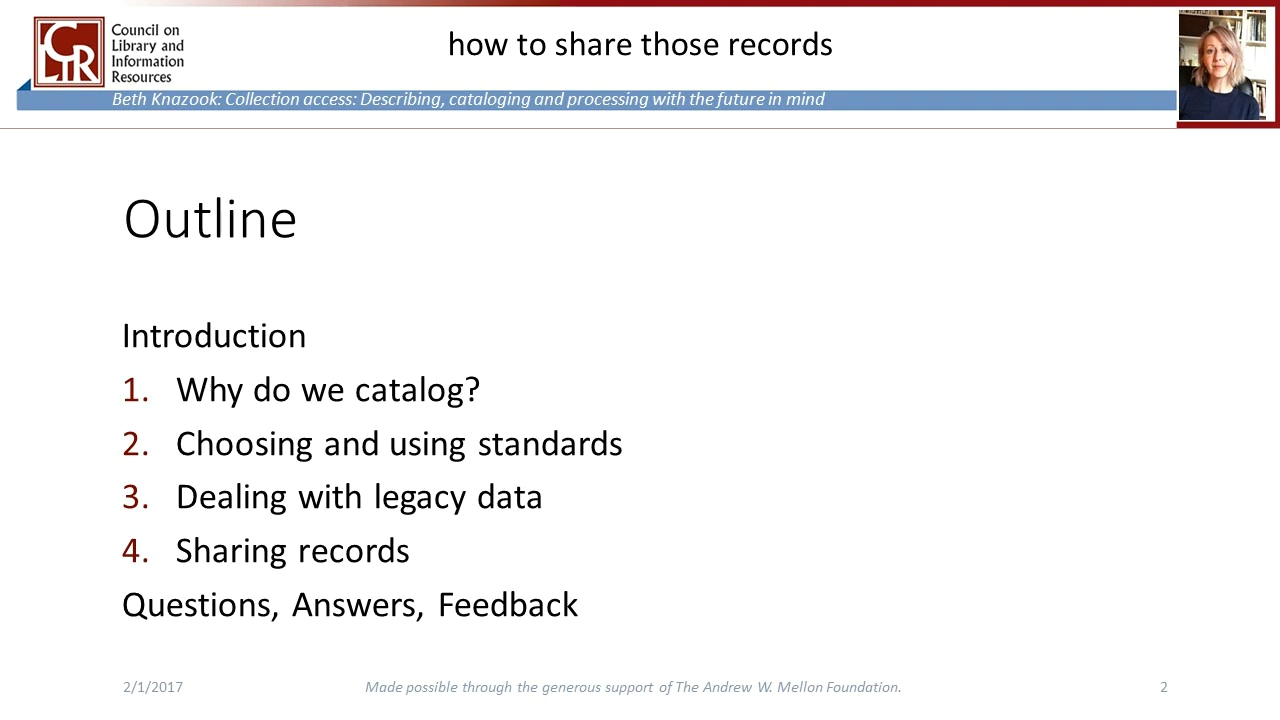 CLIR
Council on
Library and
Information
Resources
how to share those records
Beth Knazook: Collection access: Describing, cataloging and processing with the future in mind
Outline
Introduction
1. Why do we catalog?
2. Choosing and using standards
3. Dealing with legacy data
4. Sharing records
Questions, Answers, Feedback
2/1/2017
Made possible through the generous support of The Andrew W. Mellon Foundation.
2